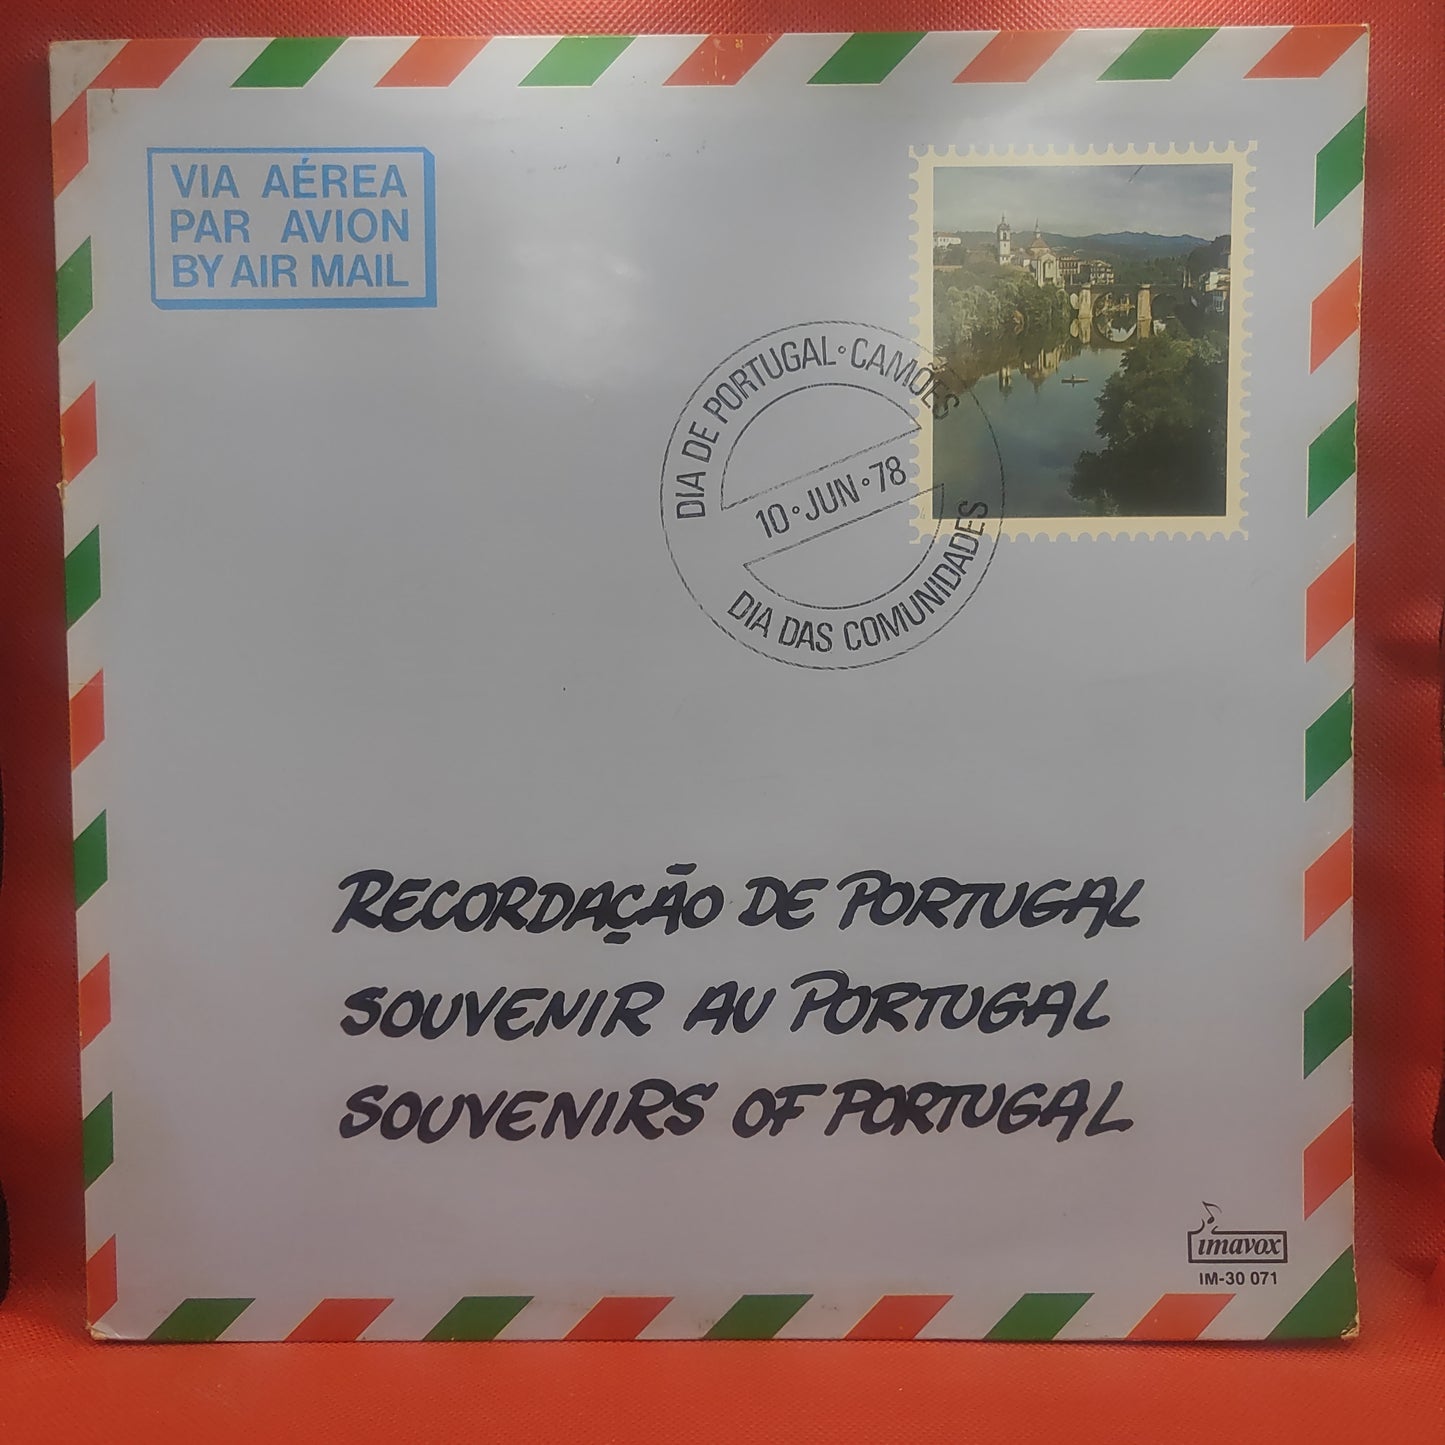 VIA AÉREA
PAR AVION
BY AIR MAIL
DIA DE PORTUGAL • CAMÕES
10 • JUN • 78
DIA DAS COMUNIDADES
RECORDAÇÃO DE PORTUGAL
SOUVENIR AU PORTUGAL
SOUVENIRS OF PORTUGAL
imavox
IM-30 071